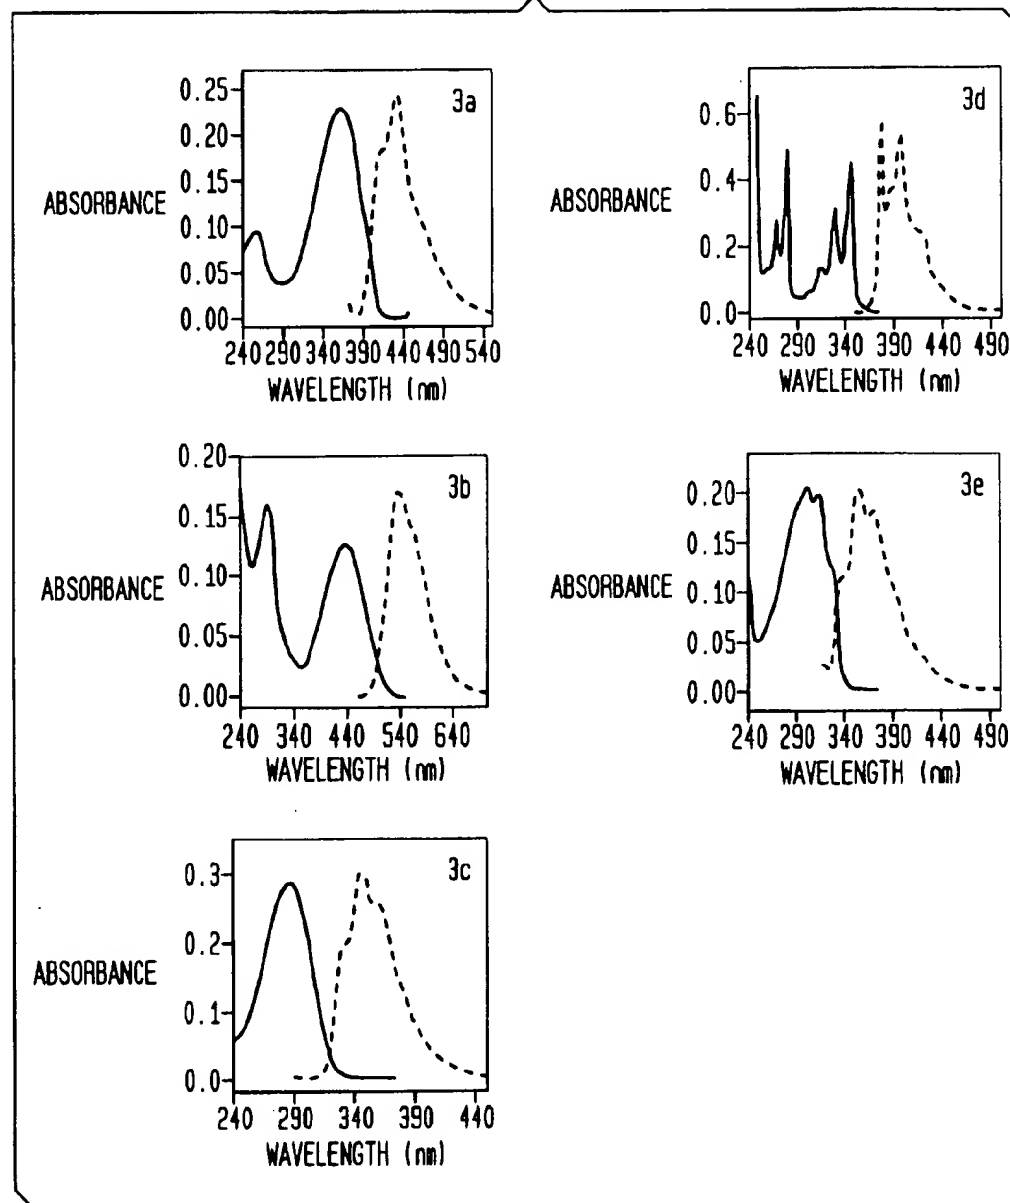 3a
0.25
0.20
0.15
0.10
0.05
0.00
ABSORBANCE
240 290 340 390 440 490 540
WAVELENGTH (nm)
3d
0.6
0.4
0.2
0.0
ABSORBANCE
240 290 340 390 440 490
WAVELENGTH (nm)
3b
0.20
0.15
0.10
0.05
0.00
ABSORBANCE
240 340 440 540 640
WAVELENGTH (nm)
3e
0.20
0.15
0.10
0.05
0.00
ABSORBANCE
240 290 340 390 440 490
WAVELENGTH (nm)
3c
0.3
0.2
0.1
0.0
ABSORBANCE
240 290 340 390 440
WAVELENGTH (nm)